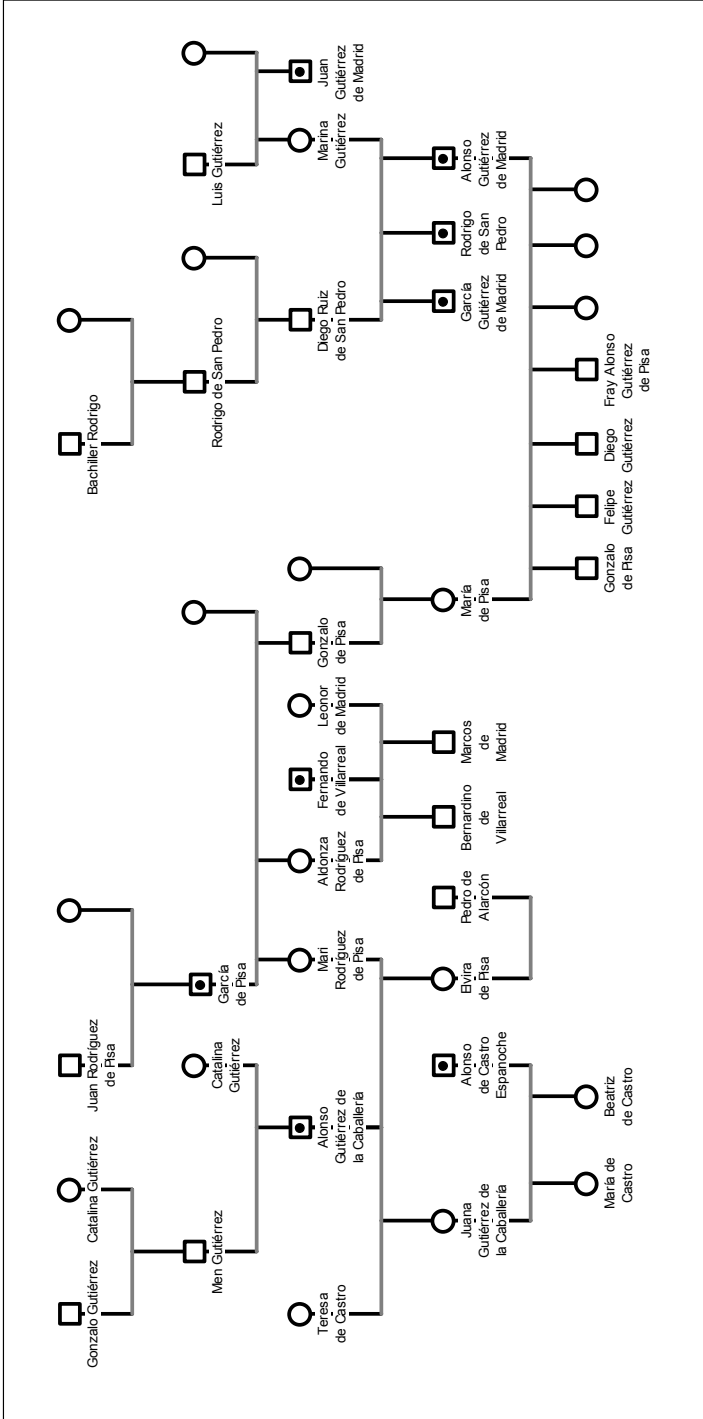 Gonzalo Gutiérrez
Catalina Gutiérrez
Juan Rodríguez
de Pisa
Bachiller Rodrigo
Men Gutiérrez
Catalina
Gutiérrez
García
de Pisa
Rodrigo de San Pedro
Luis Gutiérrez
Teresa
de Castro
Alonso
Gutiérrez de
la Caballería
Mari
Rodríguez
de Pisa
Aldonza
Rodríguez
de Pisa
Fernando
de Villarreal
Leonor
de Madrid
Gonzalo
de Pisa
Diego Ruiz
de San Pedro
Marina
Gutiérrez
Juan
Gutiérrez
de Madrid
Juana
Gutiérrez de
la Caballería
Alonso
de Castro
Espanoche
Elvira
de Pisa
Pedro de
Alarcón
Bernardino
de
Villarreal
Marcos
de
Madrid
María
de Pisa
García
Gutiérrez
de Madrid
Rodrigo
de San
Pedro
Alonso
Gutiérrez
de Madrid
María de
Castro
Beatriz
de Castro
Gonzalo
de Pisa
Felipe
Gutiérrez
Diego
Gutiérrez
Fray Alonso
Gutiérrez
de Pisa